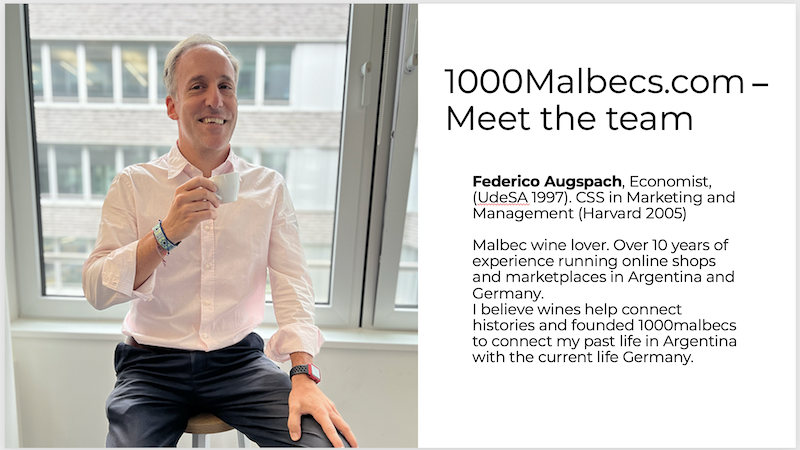 1000Malbecs.com –
Meet the team
Federico Augspach, Economist,
(UdeSA 1997). CSS in Marketing and
Management (Harvard 2005)
Malbec wine lover. Over 10 years of
experience running online shops
and marketplaces in Argentina and
Germany.
I believe wines help connect
histories and founded 1000malbecs
to connect my past life in Argentina
with the current life Germany.